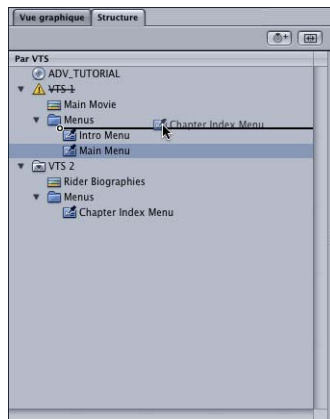 Vue graphique Structure
Par VTS
ADV_TUTORIAL
VTS 1
Main Movie
Menus
Chapter Index Menu
Intro Menu
Main Menu
VTS 2
Rider Biographies
Menus
Chapter Index Menu